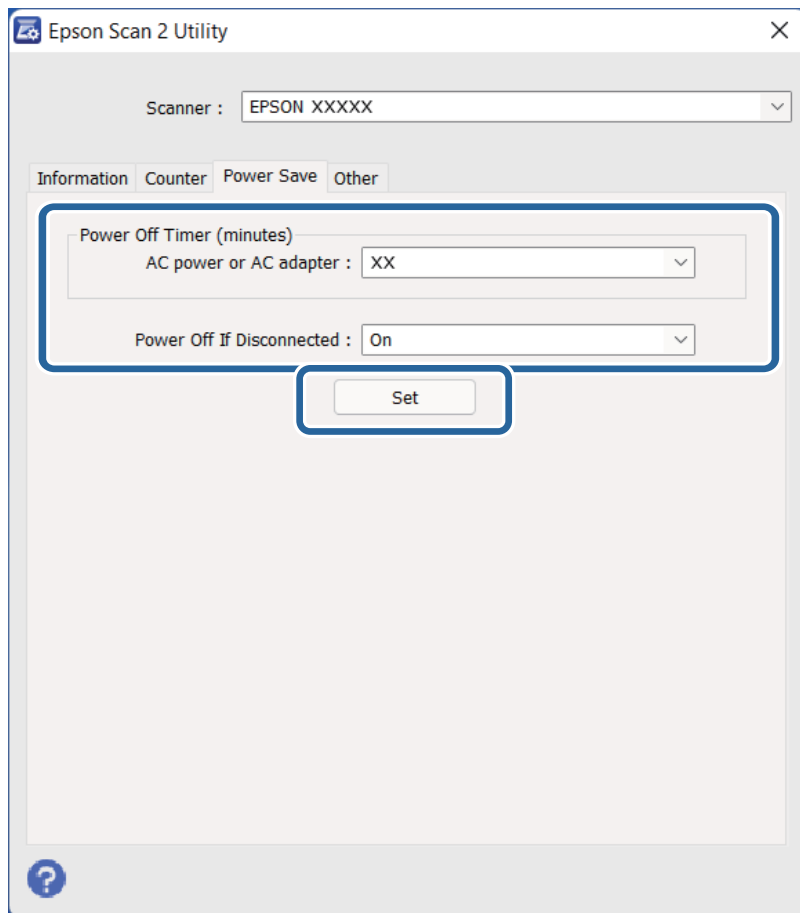 Epson Scan 2 Utility
Scanner : EPSON XXXXX
Information Counter Power Save Other
Power Off Timer (minutes)
AC power or AC adapter : XX
Power Off If Disconnected : On
Set
?